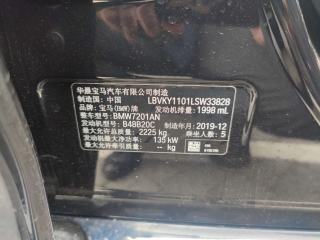 华晨宝马汽车有限公司制造
制造国: 中国 LBVKY1101LSW33828
品牌: 宝马(BMW)牌 发动机排量: 1998 mL
整车型号: BMW7201AN
发动机型号: B48B20C 制造年月: 2019-12
最大允许总质量: 2225 kg 乘坐人数: 5
发动机最大净功率: 135 kW
最大允许牵引质量: -- kg